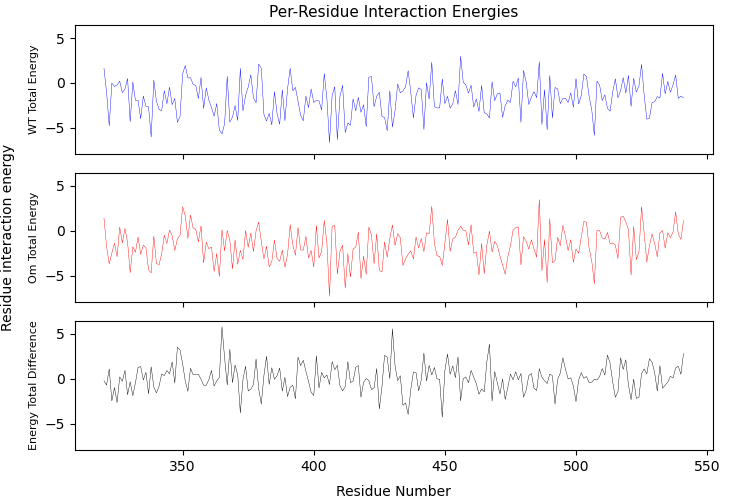 Per-Residue Interaction Energies
Residue interaction energy
WT Total Energy
5
0
−5
Om Total Energy
5
0
−5
Energy Total Difference
5
0
−5
350 400 450 500 550
Residue Number